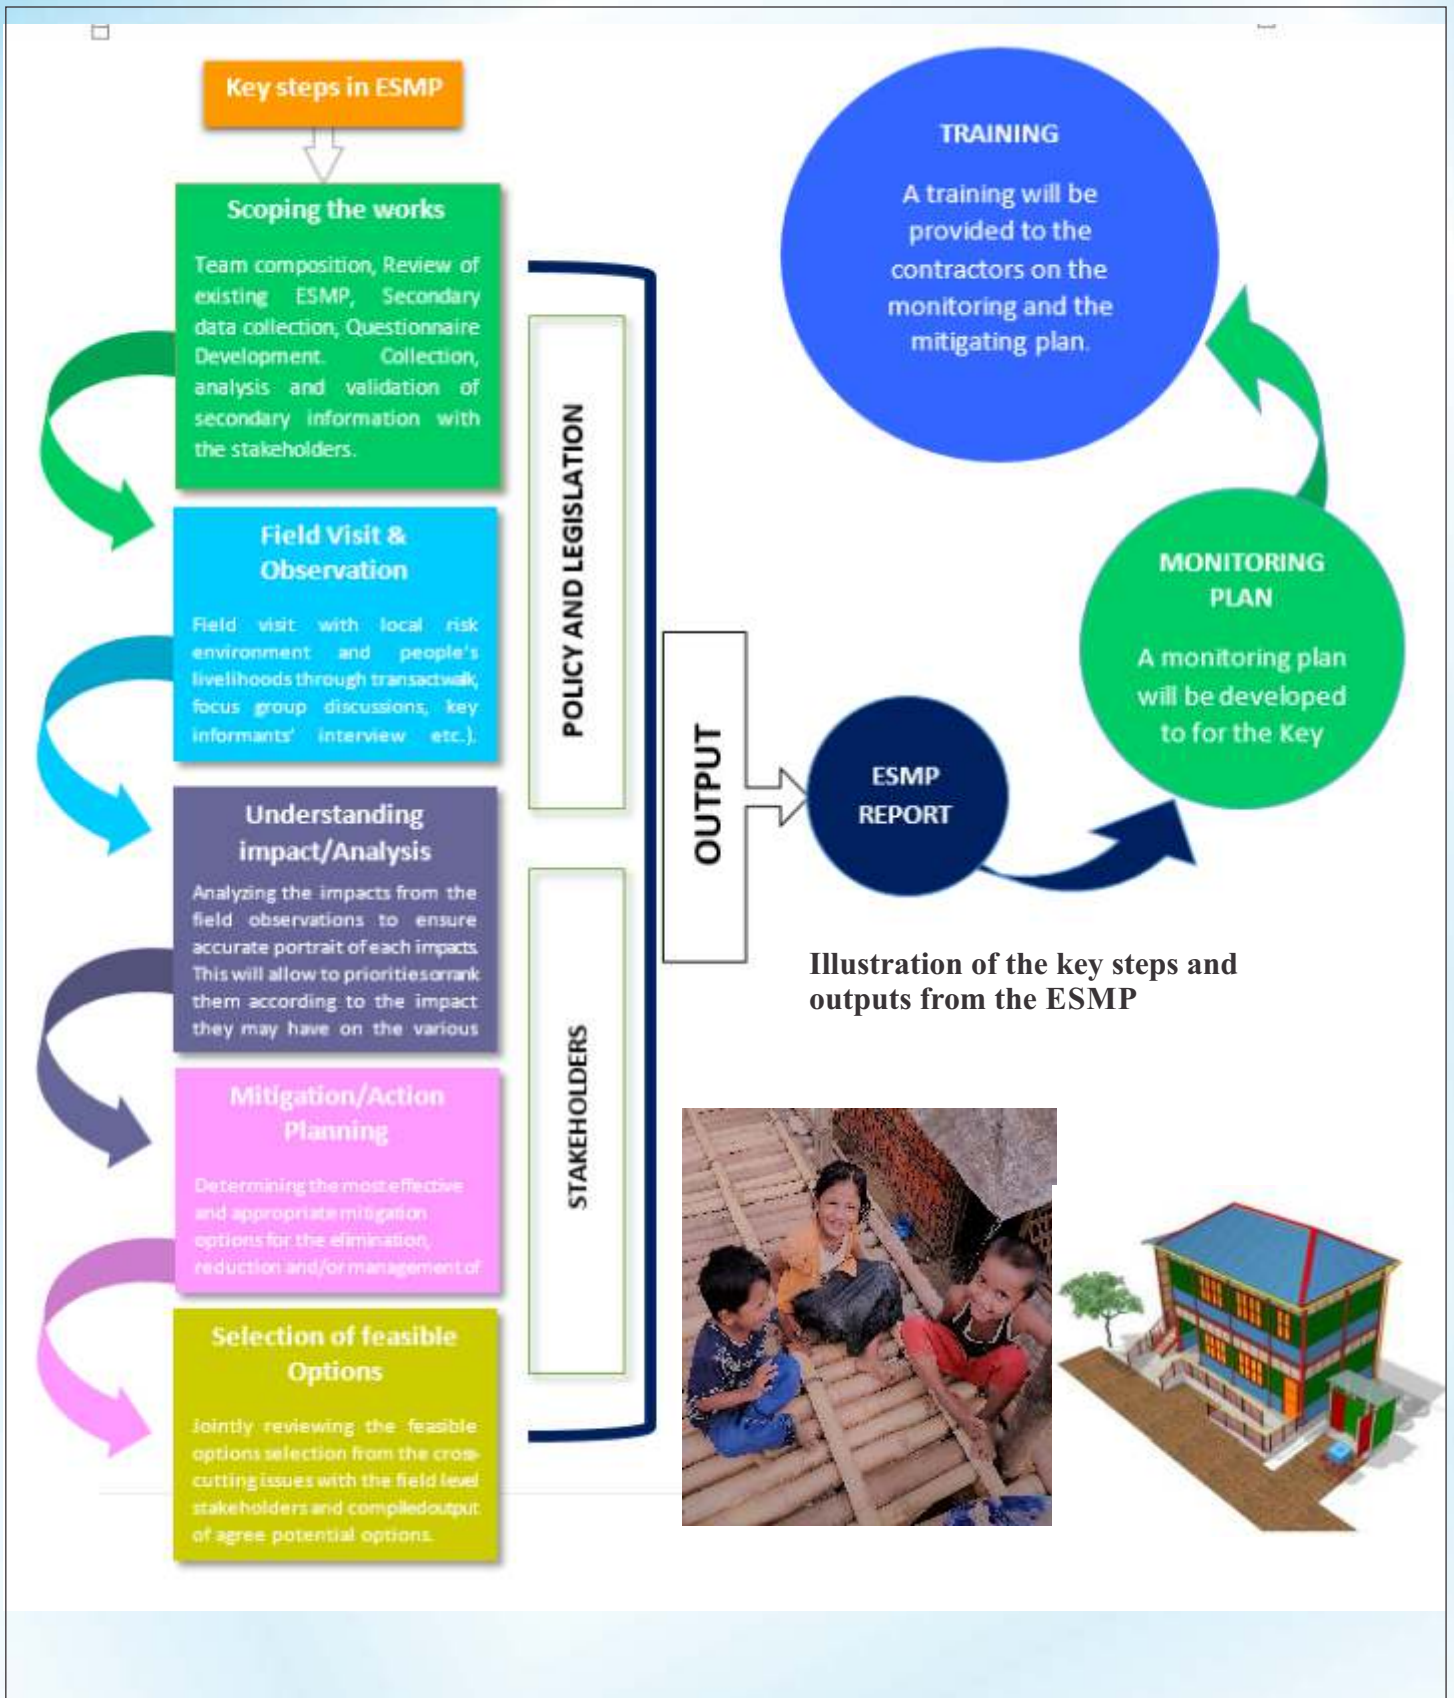 Key steps in ESMP
Scoping the works
Team composition, Review of
existing ESMP, Secondary
data collection, Questionnaire
Development. Collection,
analysis and validation of
secondary information with
the stakeholders.
Field Visit &
Observation
Field visit with local risk
environment and people's
livelihoods through transactwalk,
focus group discussions, key
informants' interview etc.).
Understanding
impact/Analysis
Analyzing the impacts from the
field observations to ensure
accurate portrait of each impacts.
This will allow to priorities orrank
them according to the impact
they may have on the various
Mitigation/Action
Planning
Determining the most effective
and appropriate mitigation
options for the elimination,
reduction and/or management of
Selection of feasible
Options
Jointly reviewing the feasible
options selection from the cross-
cutting issues with the field level
stakeholders and compiledoutput
of agree potential options.
POLICY AND LEGISLATION
STAKEHOLDERS
OUTPUT
ESMP
REPORT
MONITORING
PLAN
A monitoring plan
will be developed
to for the Key
TRAINING
A training will be
provided to the
contractors on the
monitoring and the
mitigating plan.
Illustration of the key steps and
outputs from the ESMP